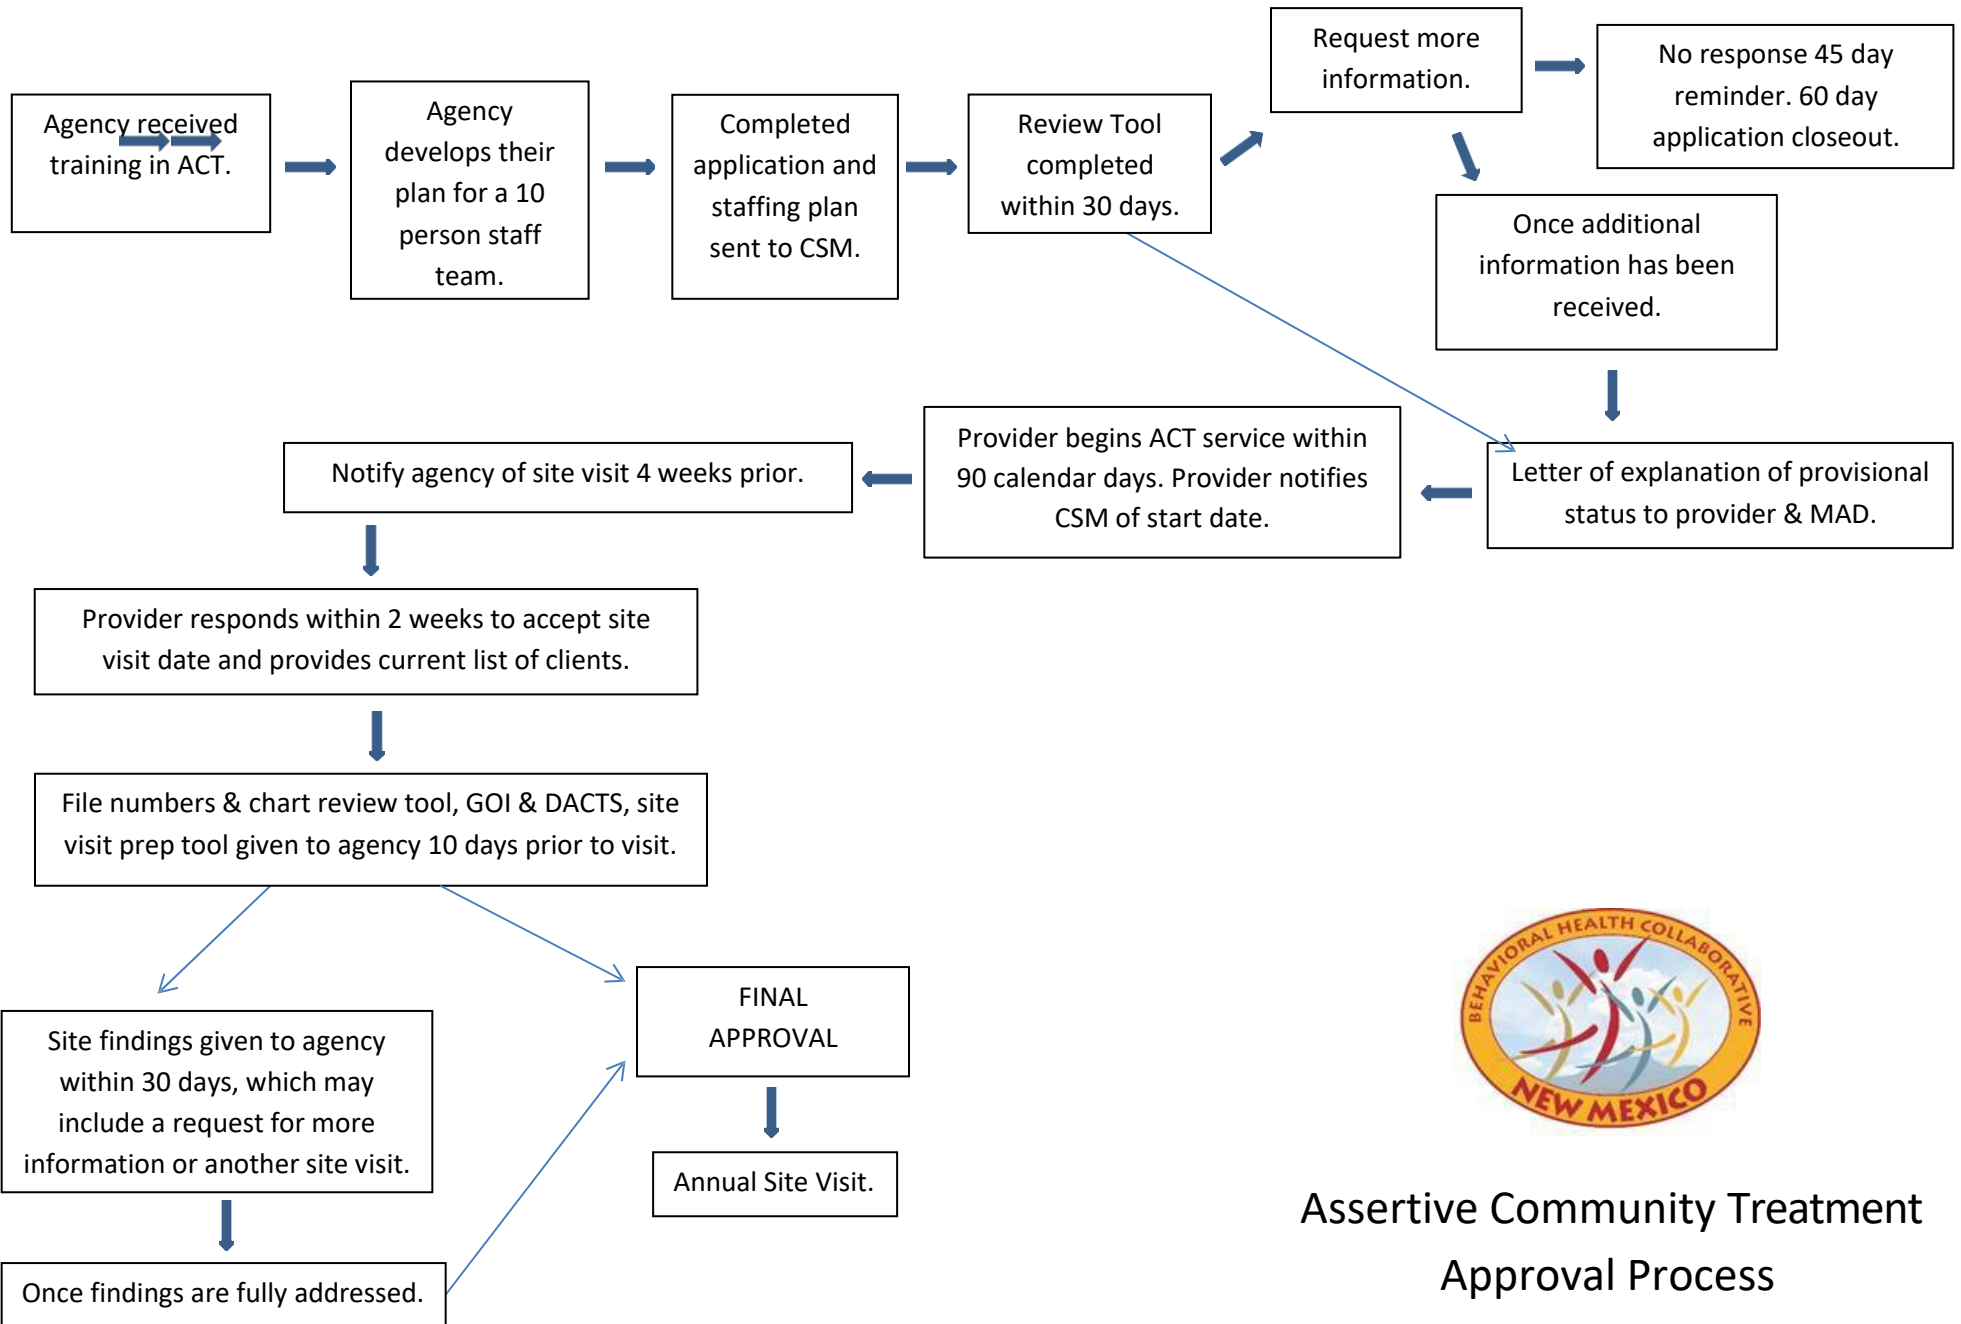 Agency received
training in ACT.
Agency
develops their
plan for a 10
person staff
team.
Completed
application and
staffing plan
sent to CSM.
Review Tool
completed
within 30 days.
Request more
information.
No response 45 day
reminder. 60 day
application closeout.
Once additional
information has been
received.
Letter of explanation of provisional
status to provider & MAD.
Provider begins ACT service within
90 calendar days. Provider notifies
CSM of start date.
Notify agency of site visit 4 weeks prior.
Provider responds within 2 weeks to accept site
visit date and provides current list of clients.
File numbers & chart review tool, GOI & DACTS, site
visit prep tool given to agency 10 days prior to visit.
Site findings given to agency
within 30 days, which may
include a request for more
information or another site visit.
Once findings are fully addressed.
FINAL
APPROVAL
Annual Site Visit.
BEHAVIORAL HEALTH COLLABORATIVE
NEW MEXICO
Assertive Community Treatment
Approval Process